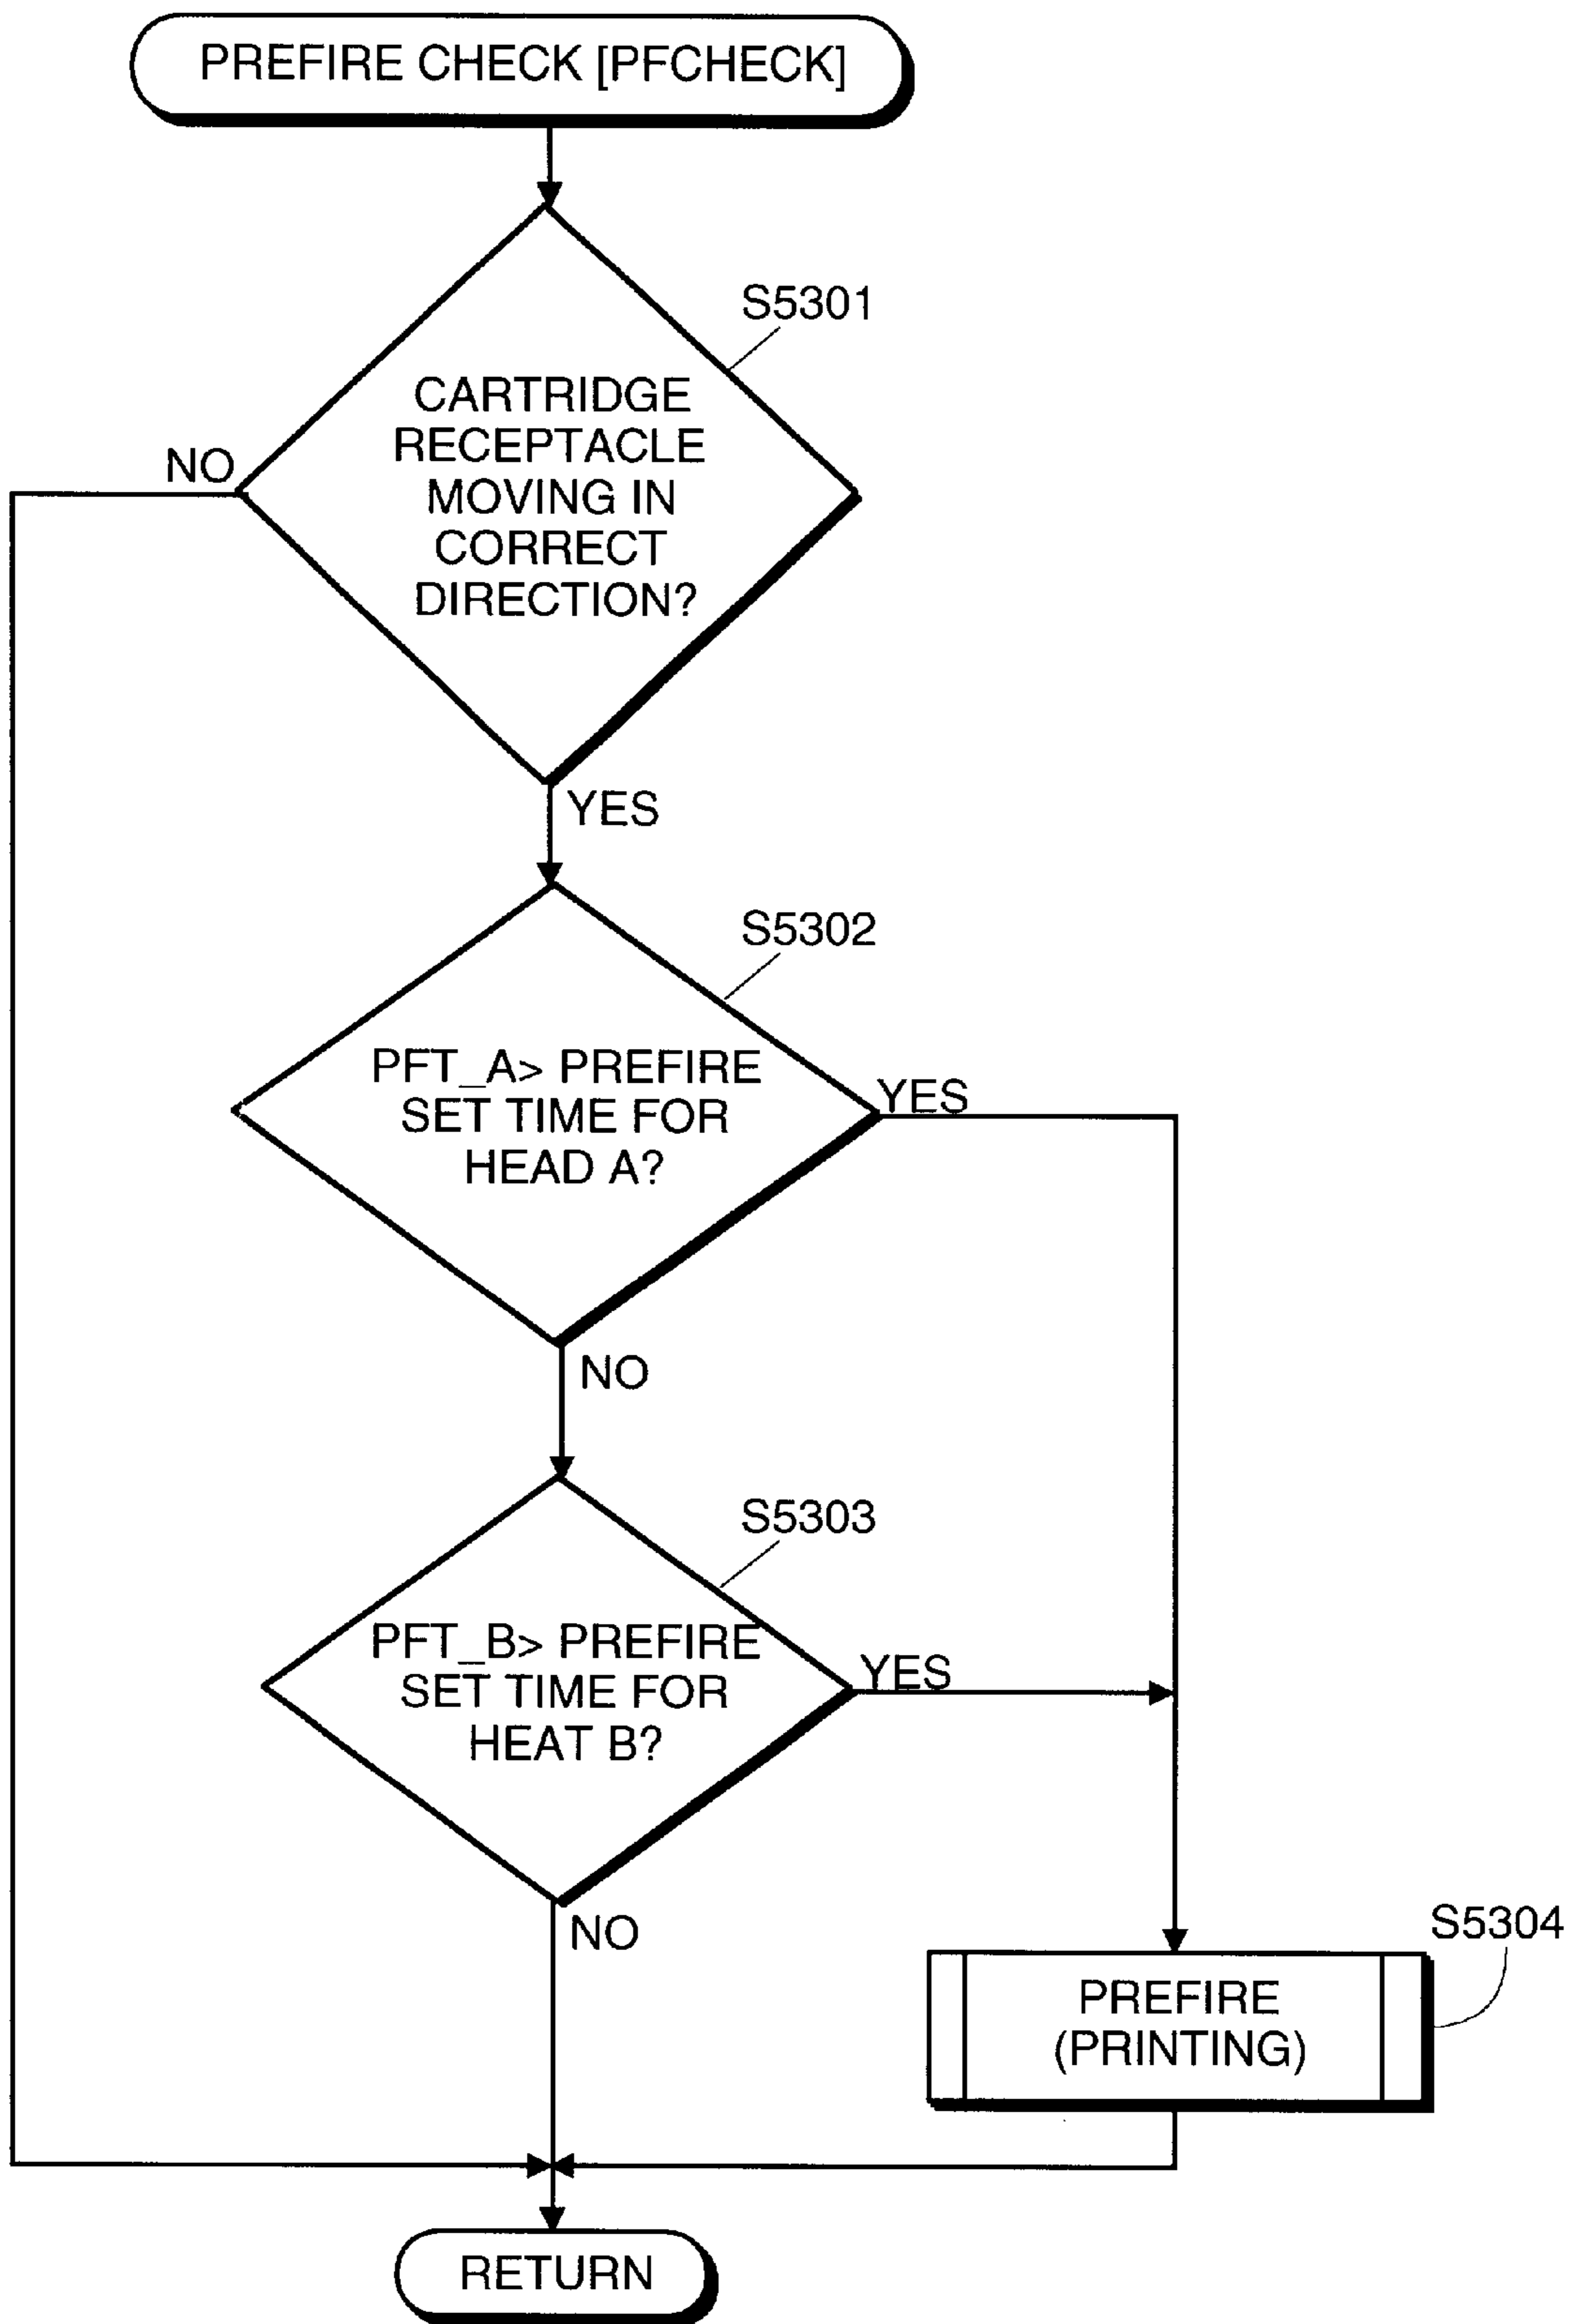 PREFIRE CHECK [PFCHECK]
S5301
CARTRIDGE
RECEPTACLE
MOVING IN
CORRECT
DIRECTION?
NO
YES
S5302
PFT_A> PREFIRE
SET TIME FOR
HEAD A?
YES
NO
S5303
PFT_B> PREFIRE
SET TIME FOR
HEAT B?
YES
NO
S5304
PREFIRE
(PRINTING)
RETURN